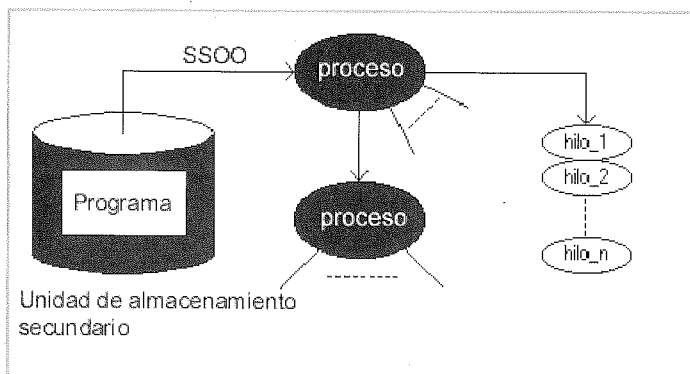 SSOO
proceso
hilo_1
hilo_2
Programa
proceso
hilo_n
Unidad de almacenamiento
secundario